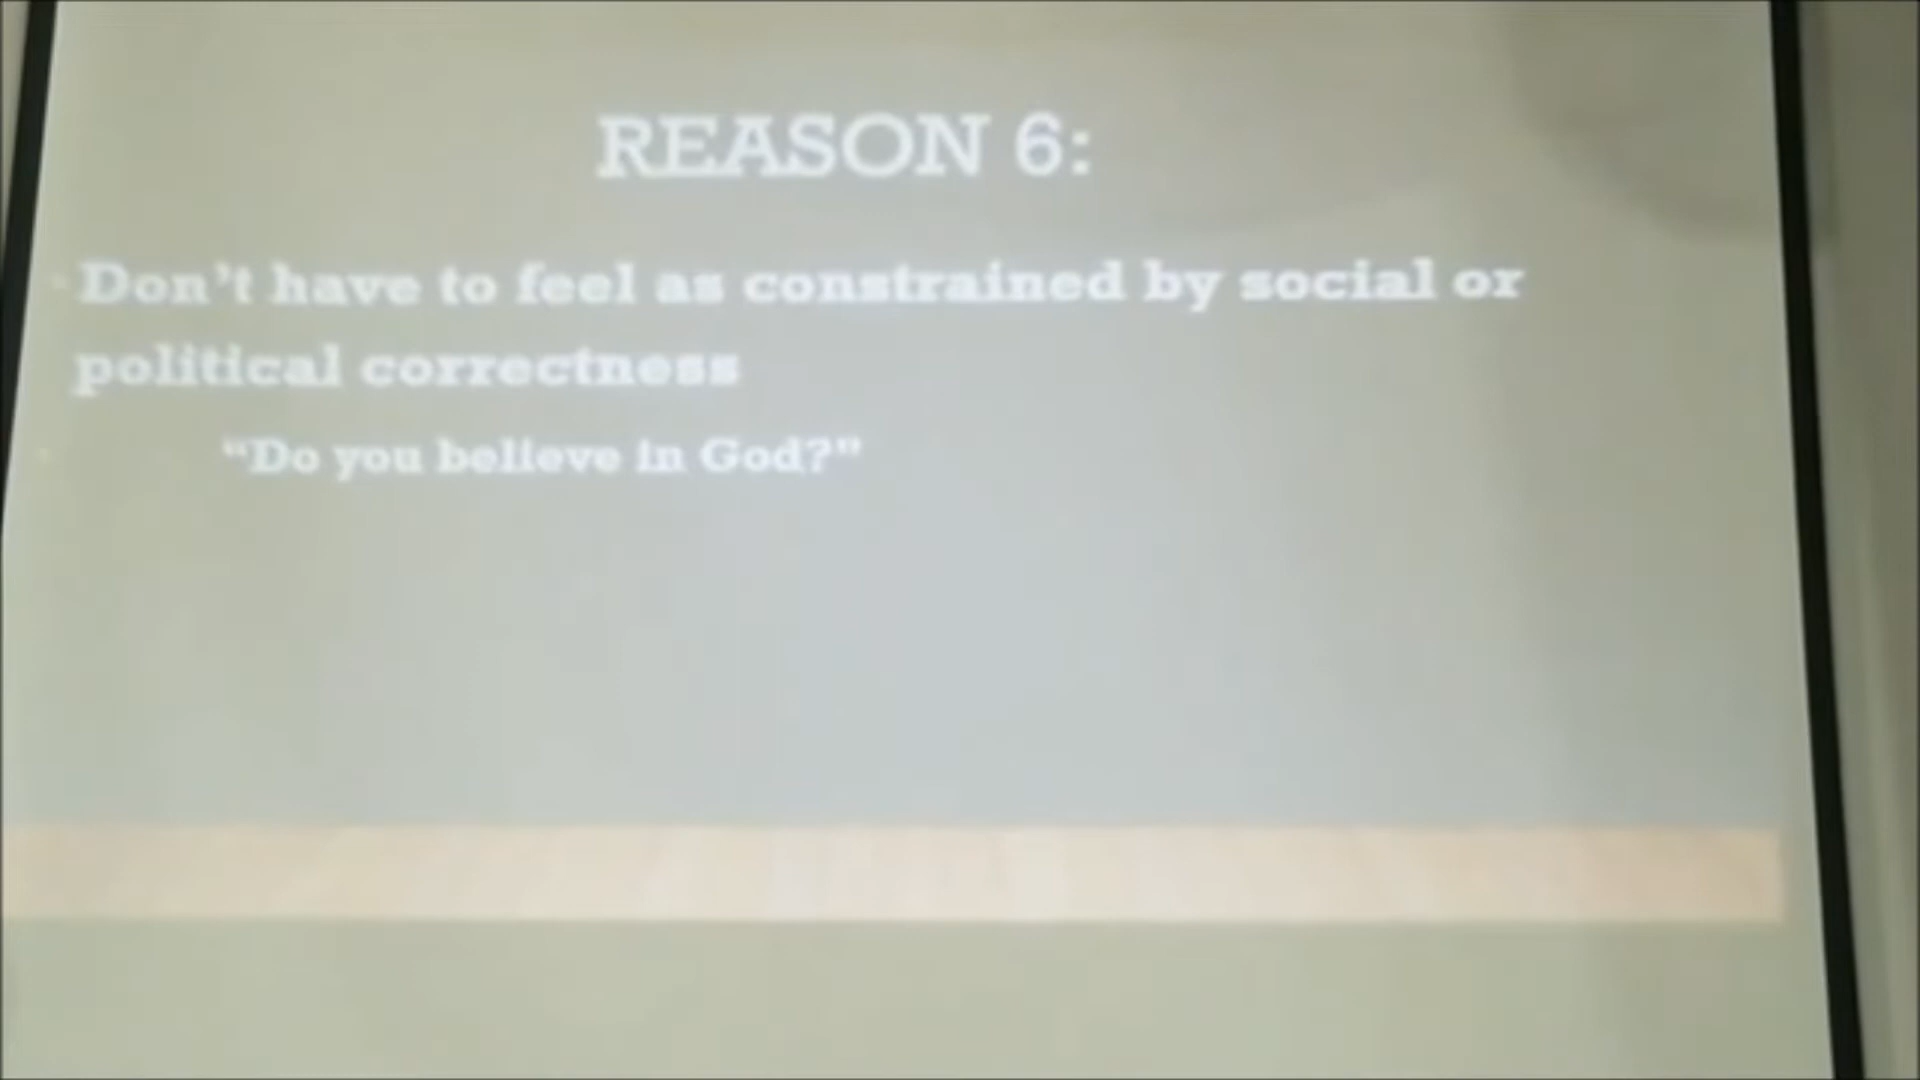 REASON 6:
Don't have to feel as constrained by social or
political correctness
"Do you believe in God?"